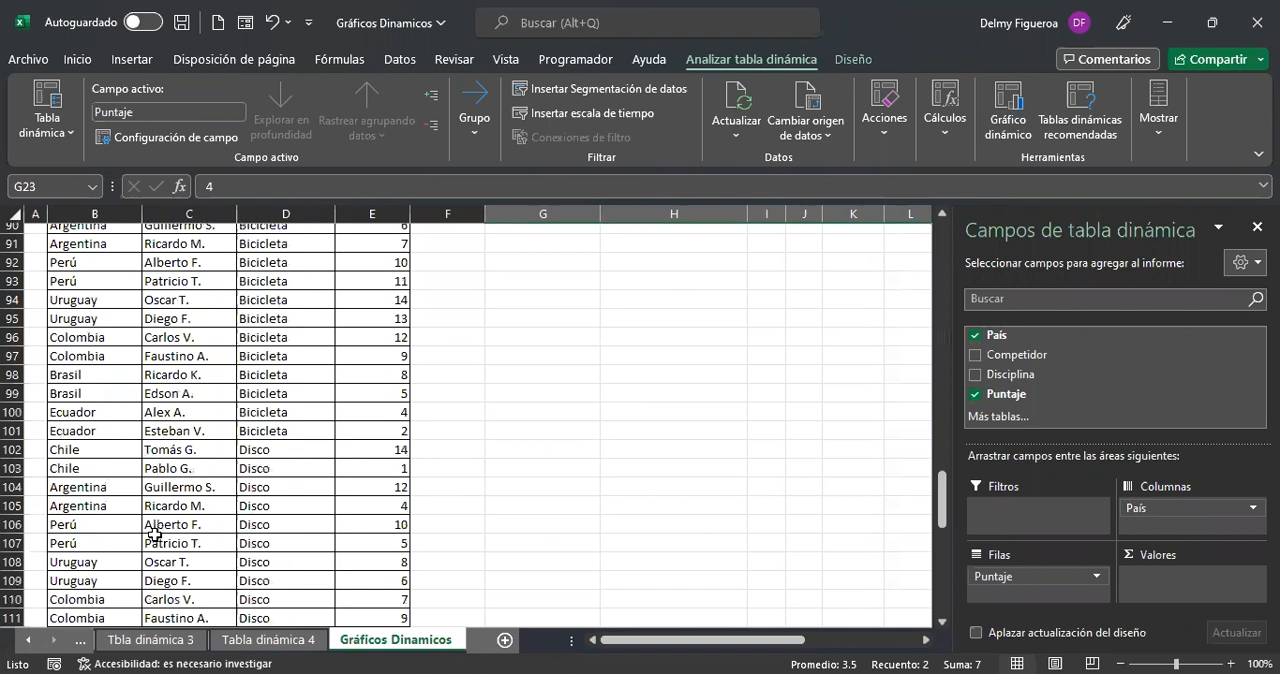 Autoguardado
Gráficos Dinamicos
Buscar (Alt+Q)
Delmy Figueroa DF
Archivo Inicio Insertar Disposición de página Fórmulas Datos Revisar Vista Programador Ayuda Analizar tabla dinámica Diseño
Comentarios Compartir
Tabla dinámica
Campo activo:
Puntaje
Configuración de campo
Explorar en profundidad
Rastrear agrupando datos
Campo activo
Grupo
Insertar Segmentación de datos
Insertar escala de tiempo
Conexiones de filtro
Filtrar
Actualizar
Cambiar origen de datos
Datos
Acciones
Cálculos
Gráfico dinámico
Tablas dinámicas recomendadas
Herramientas
Mostrar
G23 fx 4
A B C D E F G H I J K L
90 Argentina Guillermo S. Bicicleta 6
91 Argentina Ricardo M. Bicicleta 7
92 Perú Alberto F. Bicicleta 10
93 Perú Patricio T. Bicicleta 11
94 Uruguay Oscar T. Bicicleta 14
95 Uruguay Diego F. Bicicleta 13
96 Colombia Carlos V. Bicicleta 12
97 Colombia Faustino A. Bicicleta 9
98 Brasil Ricardo K. Bicicleta 8
99 Brasil Edson A. Bicicleta 5
100 Ecuador Alex A. Bicicleta 4
101 Ecuador Esteban V. Bicicleta 2
102 Chile Tomás G. Disco 14
103 Chile Pablo G. Disco 1
104 Argentina Guillermo S. Disco 12
105 Argentina Ricardo M. Disco 4
106 Perú Alberto F. Disco 10
107 Perú Patricio T. Disco 5
108 Uruguay Oscar T. Disco 8
109 Uruguay Diego F. Disco 6
110 Colombia Carlos V. Disco 7
111 Colombia Faustino A. Disco 9
Campos de tabla dinámica
Seleccionar campos para agregar al informe:
Buscar
País
Competidor
Disciplina
Puntaje
Más tablas...
Arrastrar campos entre las áreas siguientes:
Filtros
Columnas
País
Filas
Puntaje
Σ Valores
Aplazar actualización del diseño
Actualizar
... Tbla dinámica 3 Tabla dinámica 4 Gráficos Dinamicos
Listo
Accesibilidad: es necesario investigar
Promedio: 3.5 Recuento: 2 Suma: 7
100%